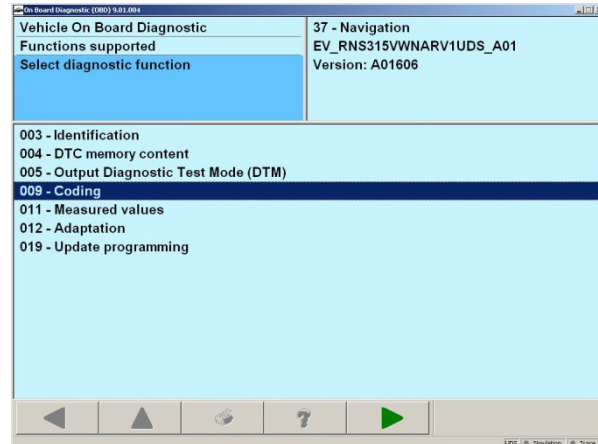 On Board Diagnostic (OBD) 9.01.004
Vehicle On Board Diagnostic
Functions supported
Select diagnostic function
37 - Navigation
EV_RNS315VWNARV1UDS_A01
Version: A01606
003 - Identification
004 - DTC memory content
005 - Output Diagnostic Test Mode (DTM)
009 - Coding
011 - Measured values
012 - Adaptation
019 - Update programming
?
UDS Simulation Trace